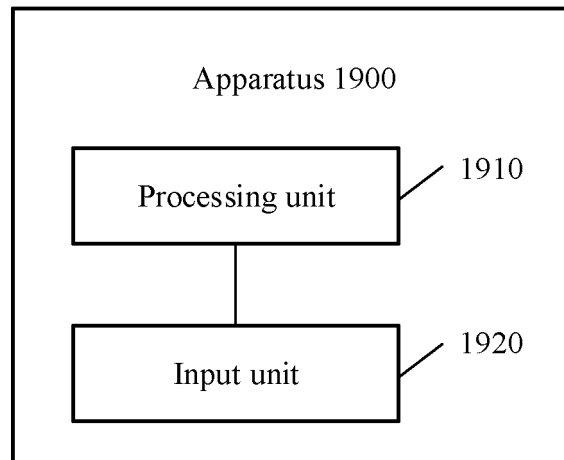 Apparatus 1900
Processing unit
1910
Input unit
1920